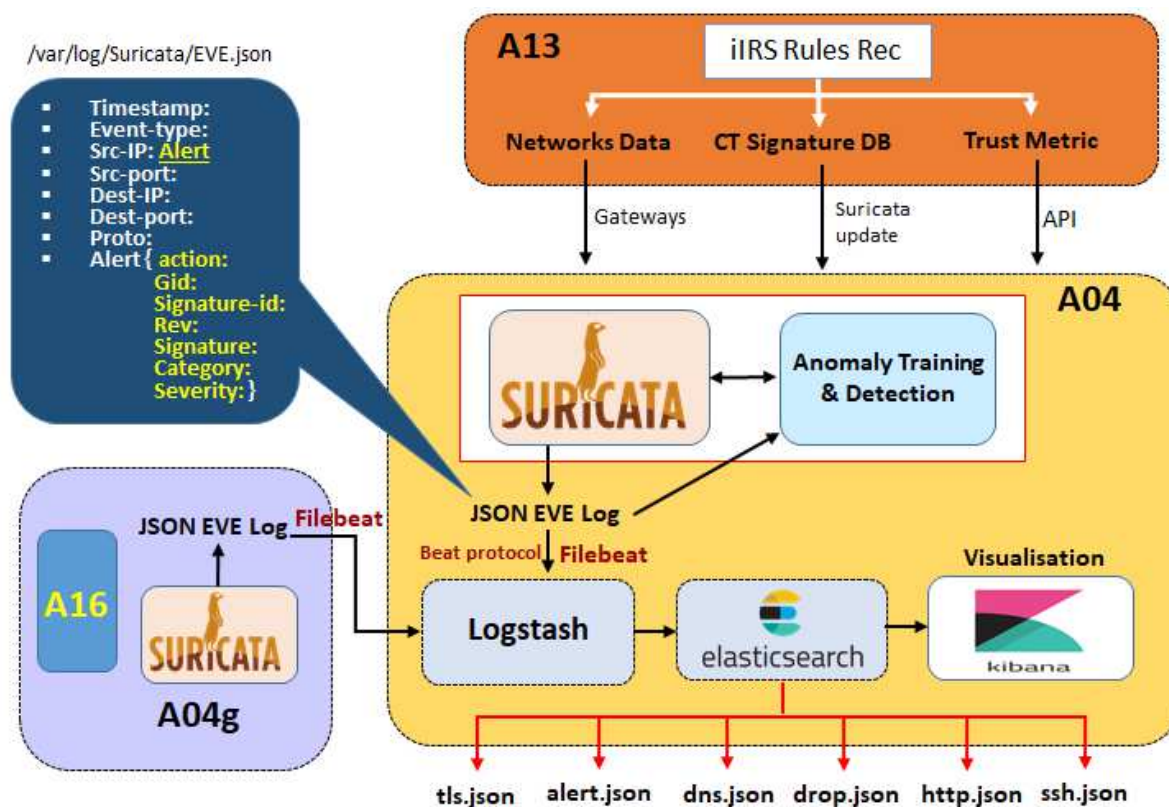 /var/log/Suricata/EVE.json
Timestamp:
Event-type:
Src-IP: Alert
Src-port:
Dest-IP:
Dest-port:
Proto:
Alert { action:
Gid:
Signature-id:
Rev:
Signature:
Category:
Severity: }
A13
iIRS Rules Rec
Networks Data
CT Signature DB
Trust Metric
Gateways
Suricata
update
API
A04
SURICATA
Anomaly Training
& Detection
JSON EVE Log
Beat protocol
Filebeat
JSON EVE Log
Filebeat
A16
SURICATA
A04g
Logstash
elasticsearch
Visualisation
kibana
tls.json
alert.json
dns.json
drop.json
http.json
ssh.json